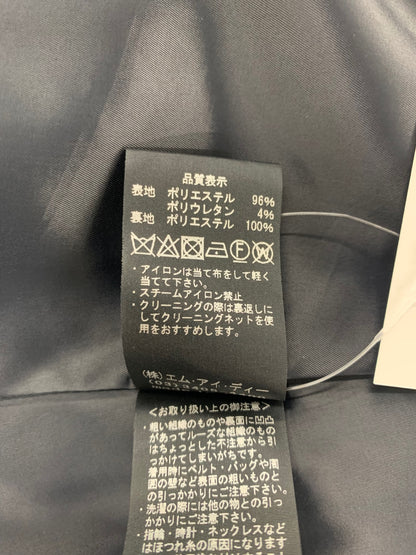 品質表示
表地 ポリエステル 96%
ポリウレタン 4%
裏地 ポリエステル 100%
・アイロンは当て布をして軽く
当てて下さい。
・スチームアイロン禁止
・クリーニングの際は裏返しに
してクリーニングネットを使
用をおすすめします。
(株)エム.アイ.ディー
<お取り扱い上の御注意>
・粗い組織のものや裏面に凹凸
があってルーズな組織のもの
はちょっとした不注意から引
っかけてしまいがちです。
着用時にベルト・バッグや周
囲の壁など表面の粗いものと
の引っかかりにご注意下さい。
・洗濯の際には他の物との引っ
かかりにご注意下さい。
・指輪・時計・ネックレスなど
はほつれ糸の原因になります